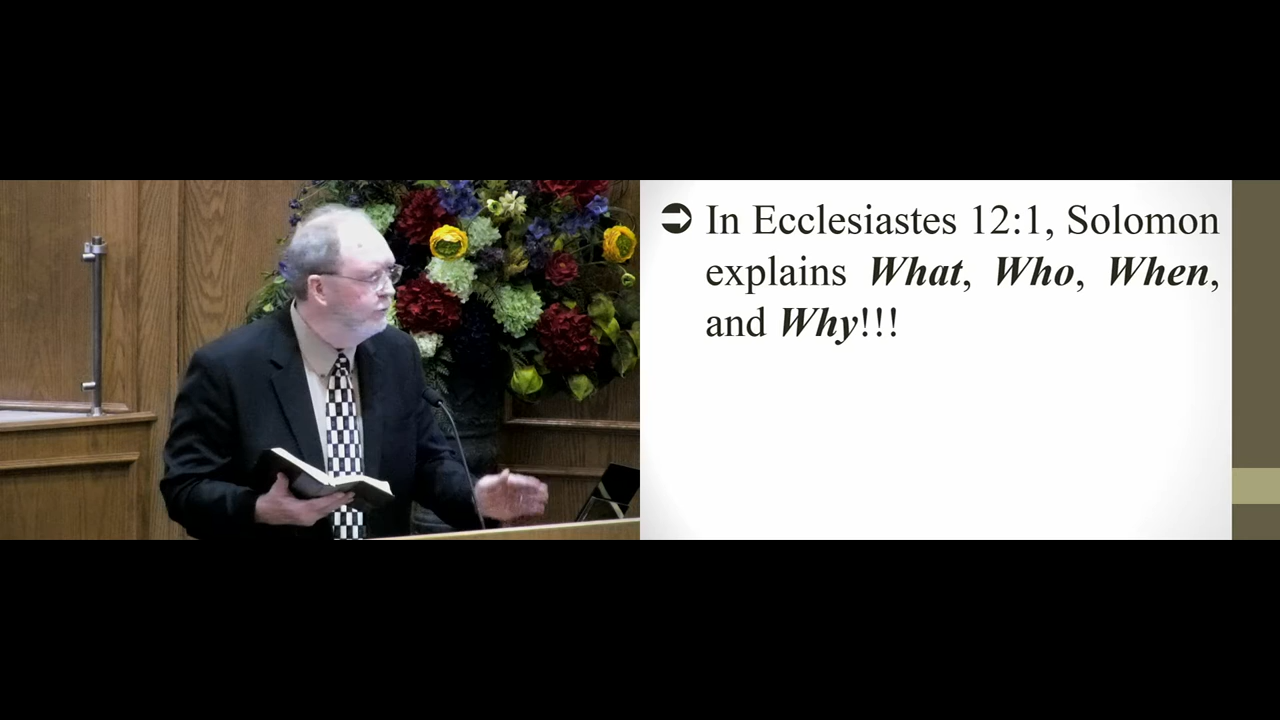 ➲ In Ecclesiastes 12:1, Solomon
explains What, Who, When,
and Why!!!